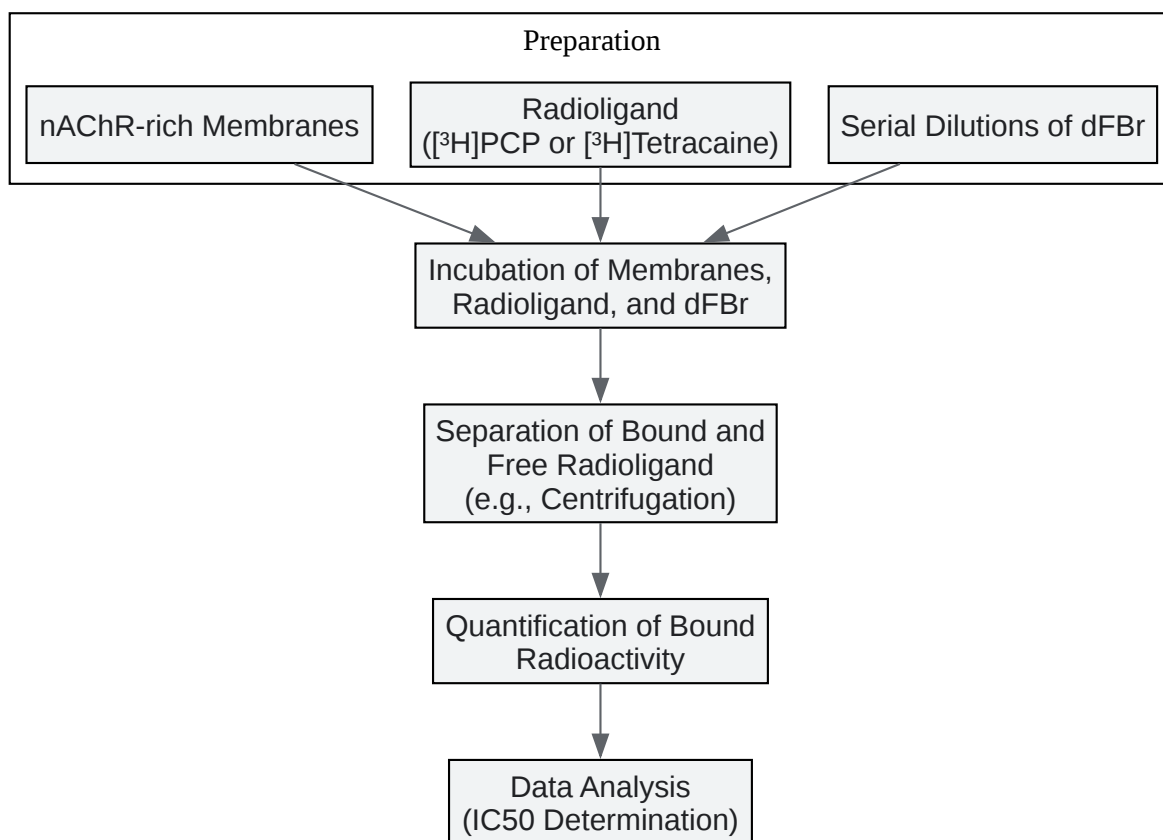 Preparation
nAChR-rich Membranes
Radioligand
([³H]PCP or [³H]Tetracaine)
Serial Dilutions of dFBr
Incubation of Membranes,
Radioligand, and dFBr
Separation of Bound and
Free Radioligand
(e.g., Centrifugation)
Quantification of Bound
Radioactivity
Data Analysis
(IC50 Determination)